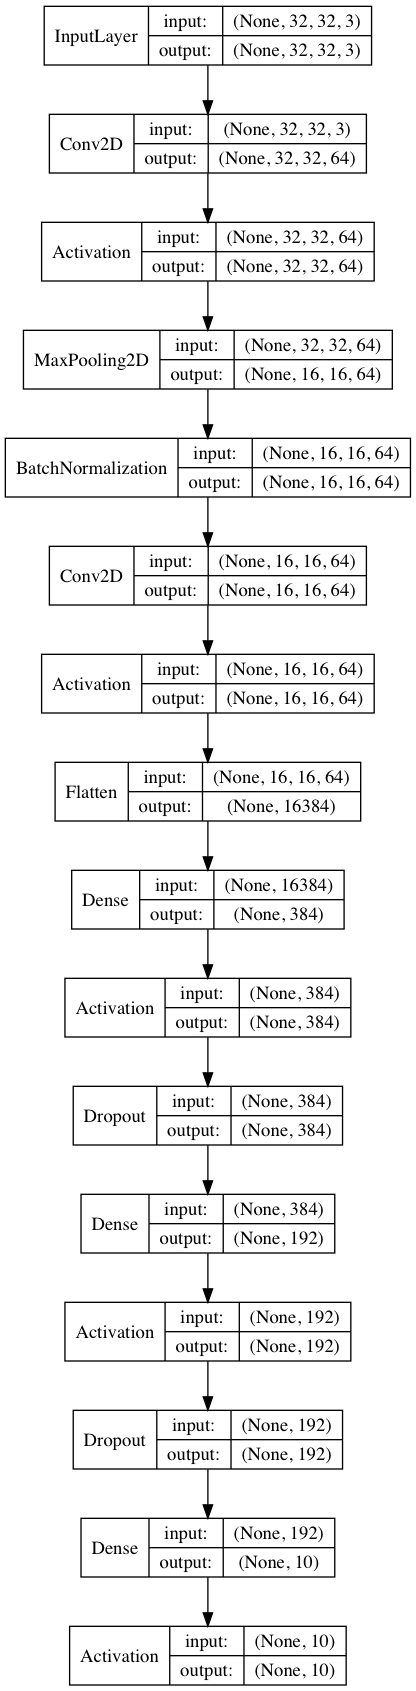 InputLayer
input: (None, 32, 32, 3)
output: (None, 32, 32, 3)
Conv2D
input: (None, 32, 32, 3)
output: (None, 32, 32, 64)
Activation
input: (None, 32, 32, 64)
output: (None, 32, 32, 64)
MaxPooling2D
input: (None, 32, 32, 64)
output: (None, 16, 16, 64)
BatchNormalization
input: (None, 16, 16, 64)
output: (None, 16, 16, 64)
Conv2D
input: (None, 16, 16, 64)
output: (None, 16, 16, 64)
Activation
input: (None, 16, 16, 64)
output: (None, 16, 16, 64)
Flatten
input: (None, 16, 16, 64)
output: (None, 16384)
Dense
input: (None, 16384)
output: (None, 384)
Activation
input: (None, 384)
output: (None, 384)
Dropout
input: (None, 384)
output: (None, 384)
Dense
input: (None, 384)
output: (None, 192)
Activation
input: (None, 192)
output: (None, 192)
Dropout
input: (None, 192)
output: (None, 192)
Dense
input: (None, 192)
output: (None, 10)
Activation
input: (None, 10)
output: (None, 10)